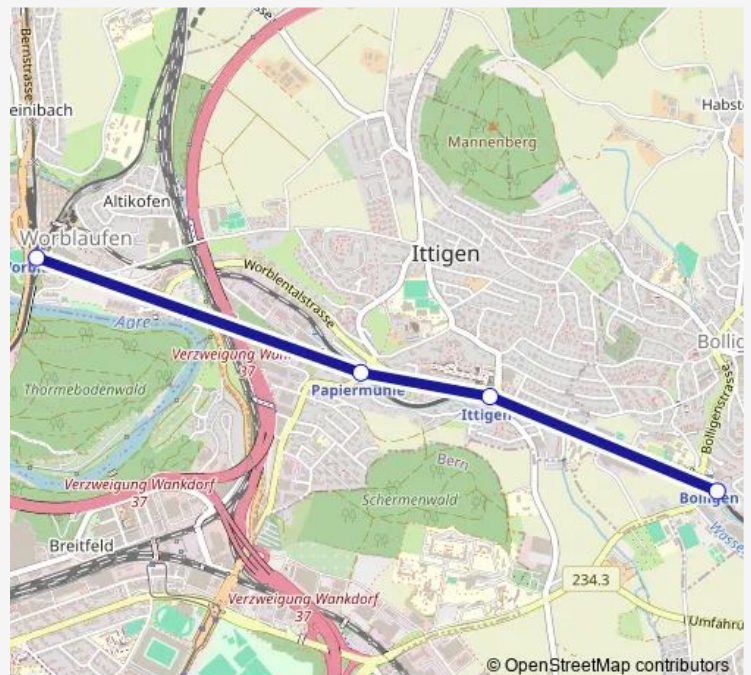 Bernstrasse
Habst
einibach
Mannenberg
Altikofen
Worblaufen
Ittigen
Worblentalstrasse
Aare
Verzweigung Wan
37
Bollig
Thormebodenwald
Papiermühle
Ittigen
Bolligenstrasse
Bern
Verzweigung Wankdorf
37
Schermenwald
Bolligen
Breitfeld
234.3
Verzweigung Wankdorf
37
Umfahru
© OpenStreetMap contributors